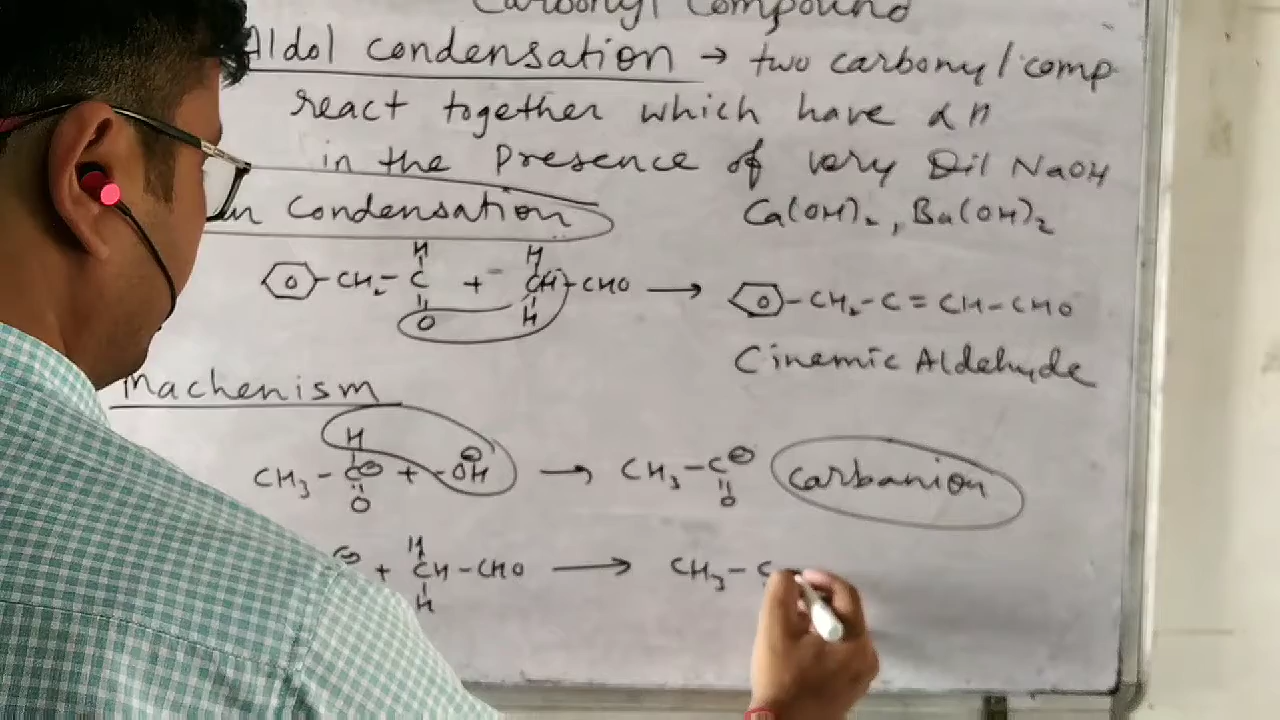 Carbonyl Compound
Aldol condensation → two carbonyl comp
react together which have α H
in the Presence of very Dil NaOH
Ca(OH)₂, Ba(OH)₂
Condensation
CH₂ - C + CH - CHO → - CH₂ - C = CH - CHO
H H
O H
Cinemic Aldehyde
Machenism
H
CH₃ - C⊖ + -OH⊖ → CH₃ - C⊖ carbanion
O O
⊖ + CH - CHO → CH₃ - C
H
H